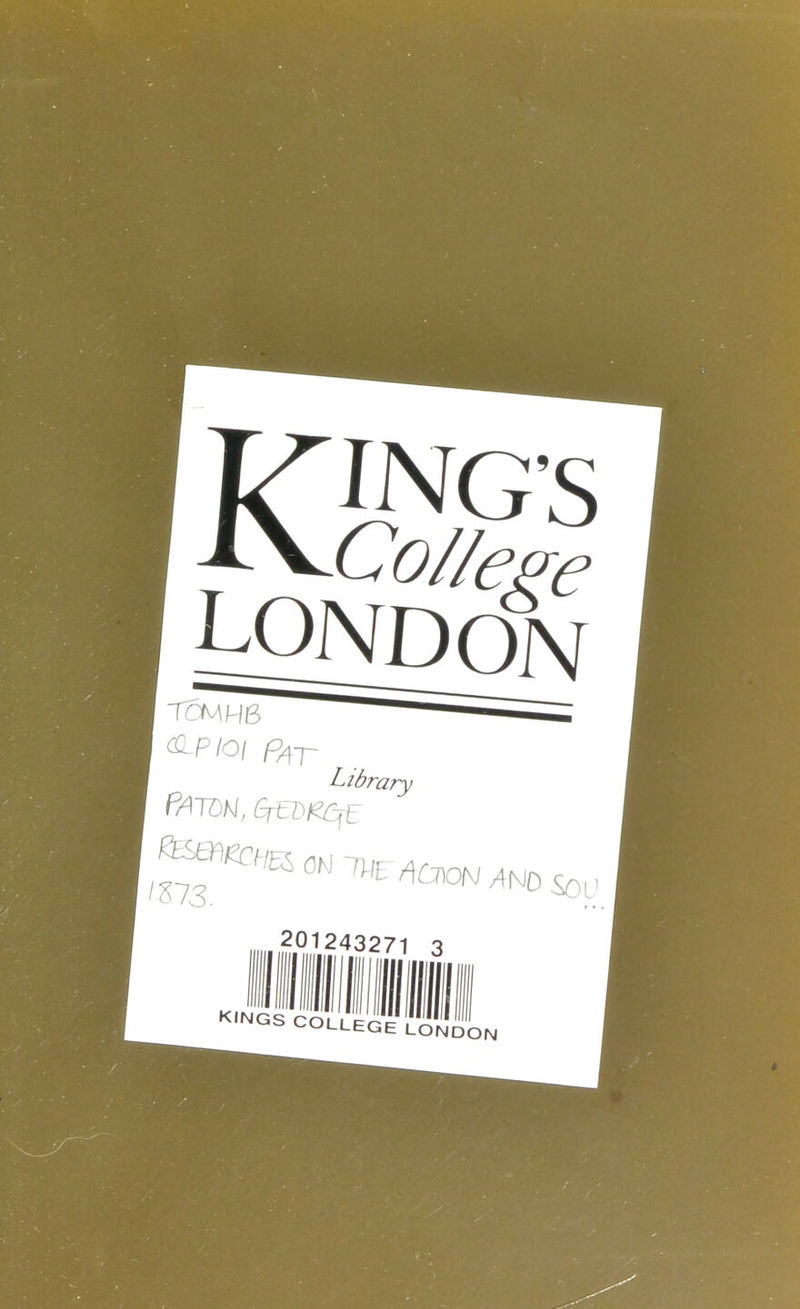 KING'S
College
LONDON
TOMHB
QP101 PAT
Library
PATON, GEORGE
RESEARCHES ON THE ACTION AND SOU...
1873.
201243271 3
KINGS COLLEGE LONDON